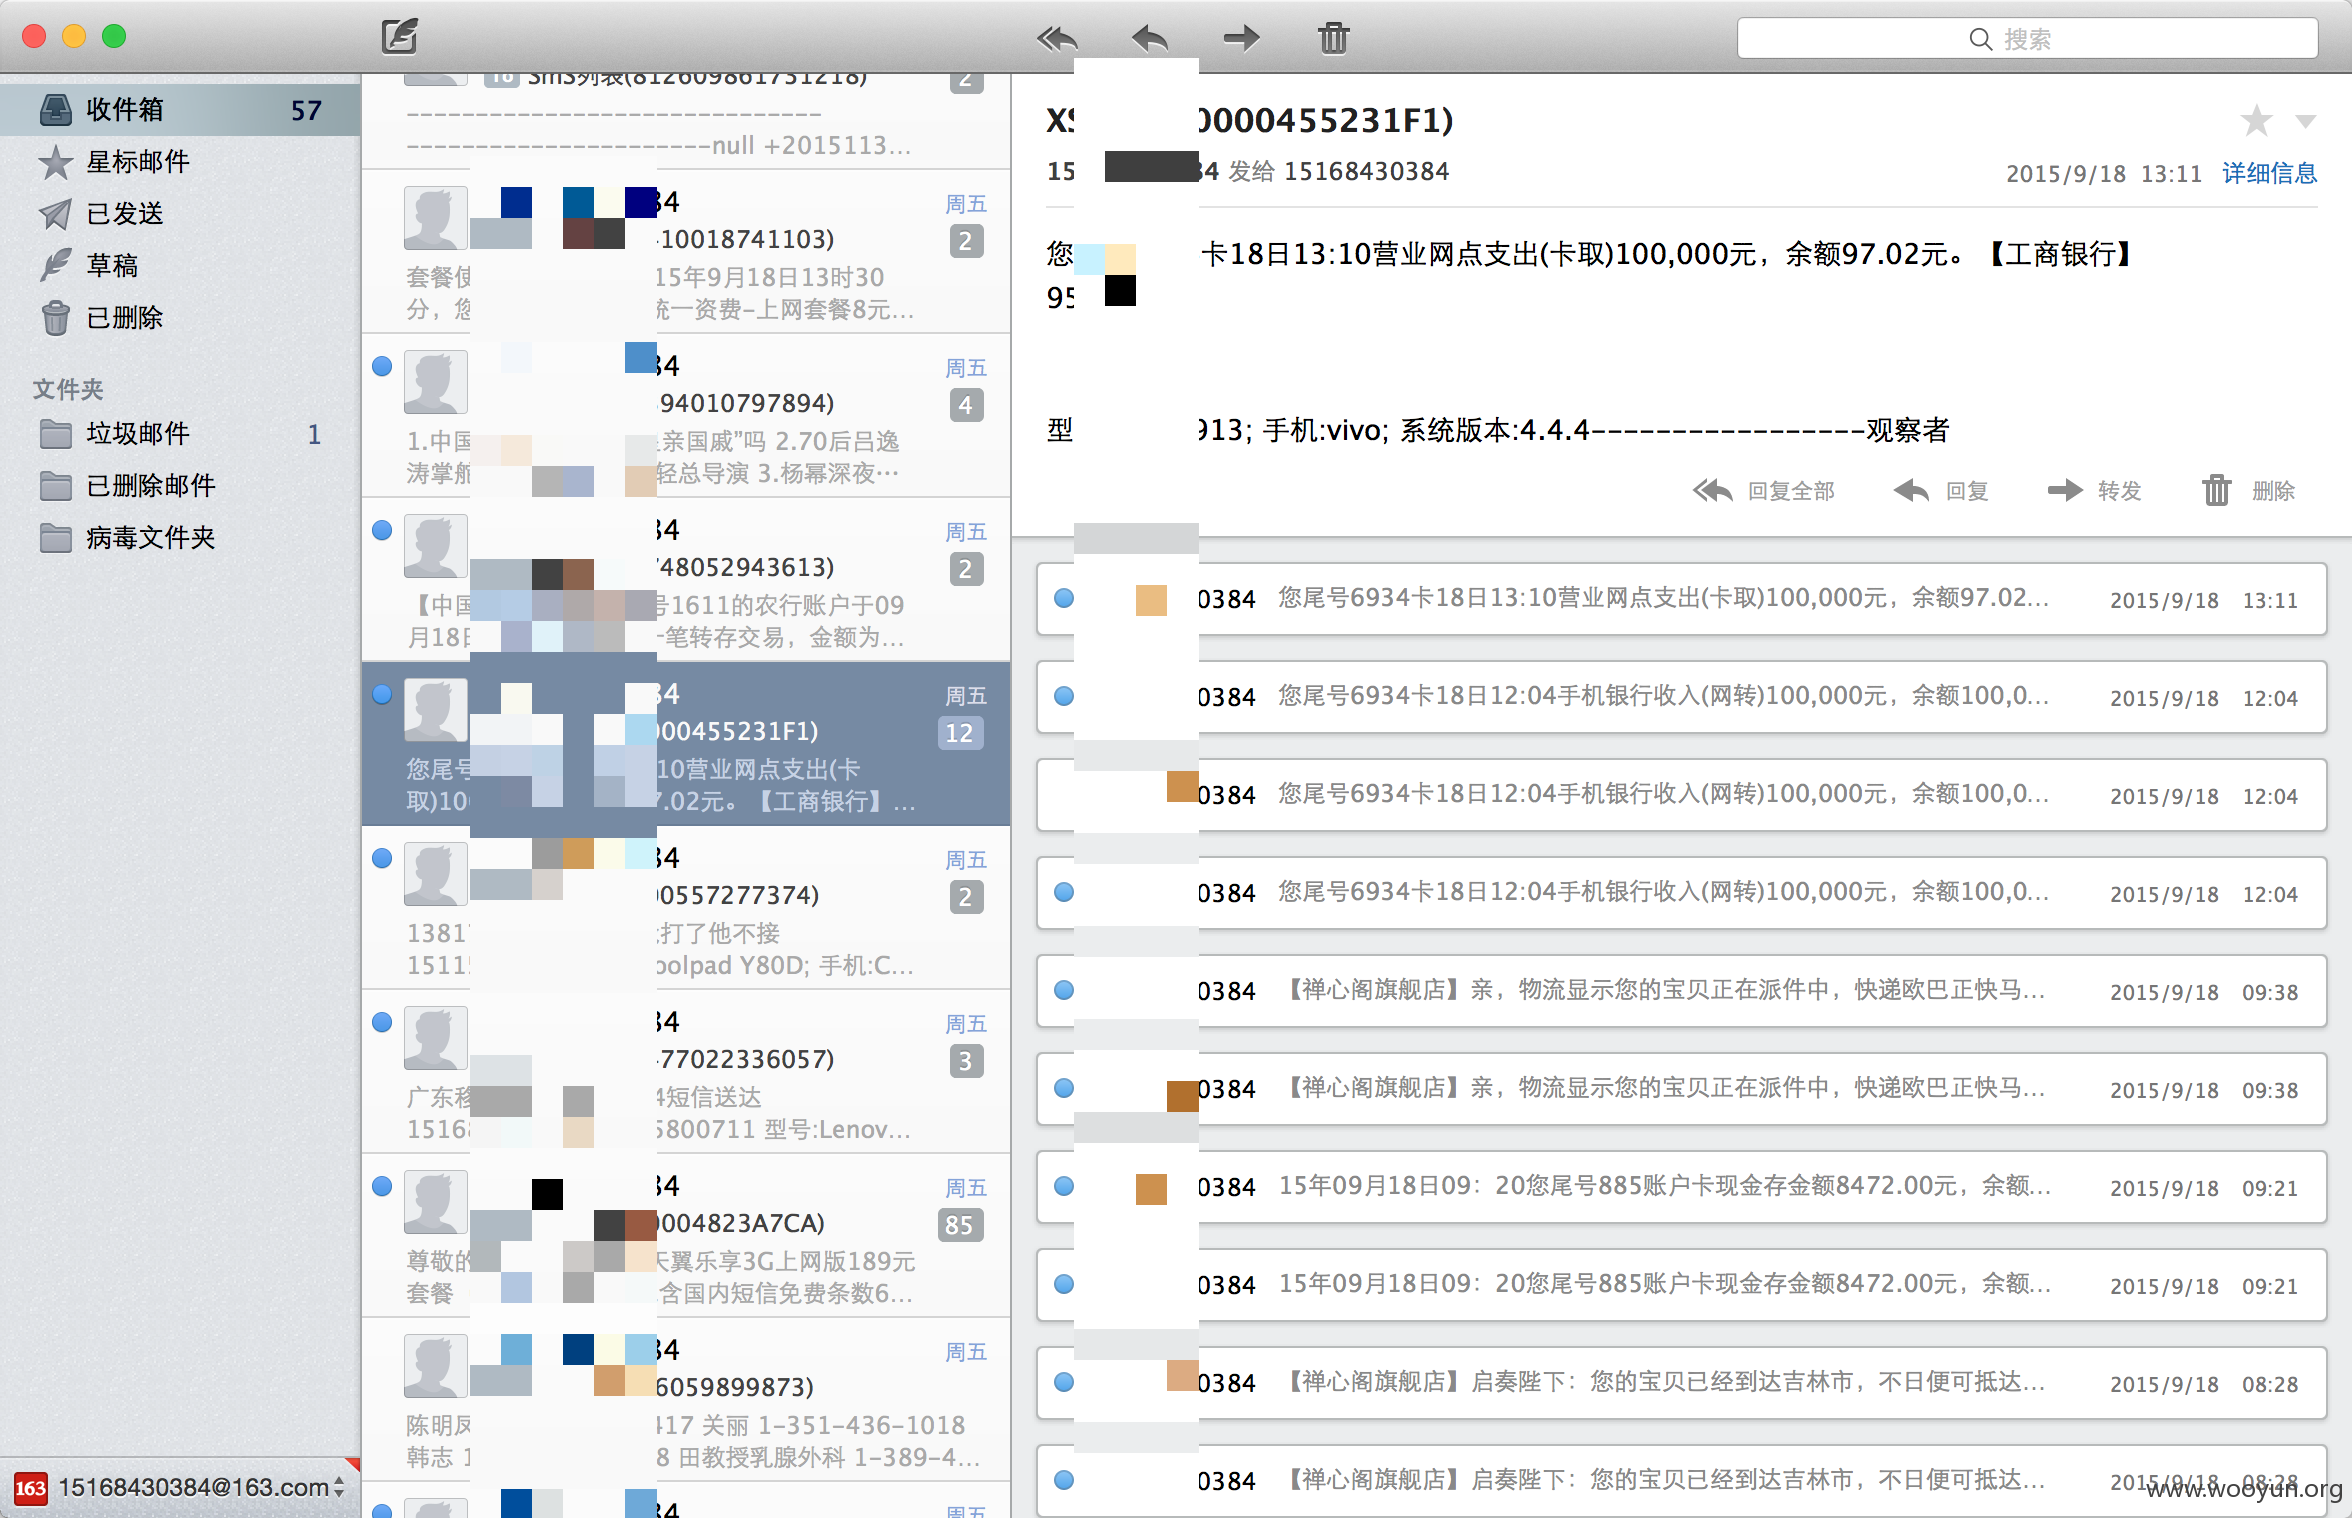 搜索
收件箱 57
星标邮件
已发送
草稿
已删除
文件夹
垃圾邮件 1
已删除邮件
病毒文件夹
163 15168430384@163.com
16 SmS列表(812609861731218) 2
------------------------------
----------------------null +2015113...
34 周五
10018741103) 2
套餐使 15年9月18日13时30
分，您 统一资费-上网套餐8元...
34 周五
94010797894) 4
1.中国 亲国戚”吗 2.70后吕逸
涛掌舵 轻总导演 3.杨幂深夜...
34 周五
748052943613) 2
【中国 号1611的农行账户于09
月18日 一笔转存交易，金额为...
34 周五
000455231F1) 12
您尾号 10营业网点支出(卡
取)100 7.02元。【工商银行】...
34 周五
00557277374) 2
1381 打了他不接
1511 oolpad Y80D; 手机:C...
34 周五
77022336057) 3
广东移 4短信送达
15168 5800711 型号:Lenov...
34 周五
0004823A7CA) 85
尊敬的 天翼乐享3G上网版189元
套餐 含国内短信免费条数6...
34 周五
6059899873)
陈明凤 417 关丽 1-351-436-1018
韩志 1 8 田教授乳腺外科 1-389-4...
34 周五
XS 0000455231F1)
15 34 发给 15168430384 2015/9/18 13:11 详细信息
您 卡18日13:10营业网点支出(卡取)100,000元，余额97.02元。【工商银行】
95
型 913; 手机:vivo; 系统版本:4.4.4-----------------观察者
回复全部 回复 转发 删除
0384 您尾号6934卡18日13:10营业网点支出(卡取)100,000元，余额97.02... 2015/9/18 13:11
0384 您尾号6934卡18日12:04手机银行收入(网转)100,000元，余额100,0... 2015/9/18 12:04
0384 您尾号6934卡18日12:04手机银行收入(网转)100,000元，余额100,0... 2015/9/18 12:04
0384 您尾号6934卡18日12:04手机银行收入(网转)100,000元，余额100,0... 2015/9/18 12:04
0384 【禅心阁旗舰店】亲，物流显示您的宝贝正在派件中，快递欧巴正快马... 2015/9/18 09:38
0384 【禅心阁旗舰店】亲，物流显示您的宝贝正在派件中，快递欧巴正快马... 2015/9/18 09:38
0384 15年09月18日09：20您尾号885账户卡现金存金额8472.00元，余额... 2015/9/18 09:21
0384 15年09月18日09：20您尾号885账户卡现金存金额8472.00元，余额... 2015/9/18 09:21
0384 【禅心阁旗舰店】启奏陛下：您的宝贝已经到达吉林市，不日便可抵达... 2015/9/18 08:28
0384 【禅心阁旗舰店】启奏陛下：您的宝贝已经到达吉林市，不日便可抵达... 2015/9/18 08:28
www.wooyun.org